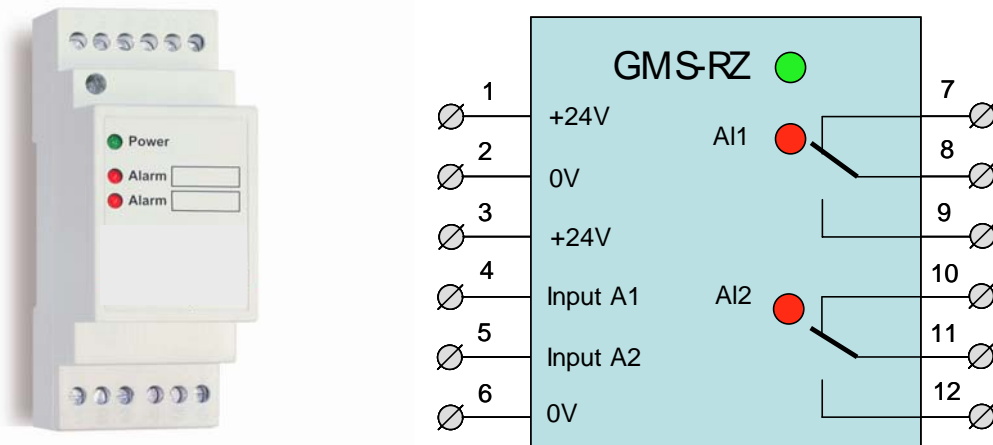 Power
Alarm
Alarm
GMS-RZ
1
+24V
2
0V
3
+24V
4
Input A1
5
Input A2
6
0V
Al1
Al2
7
8
9
10
11
12